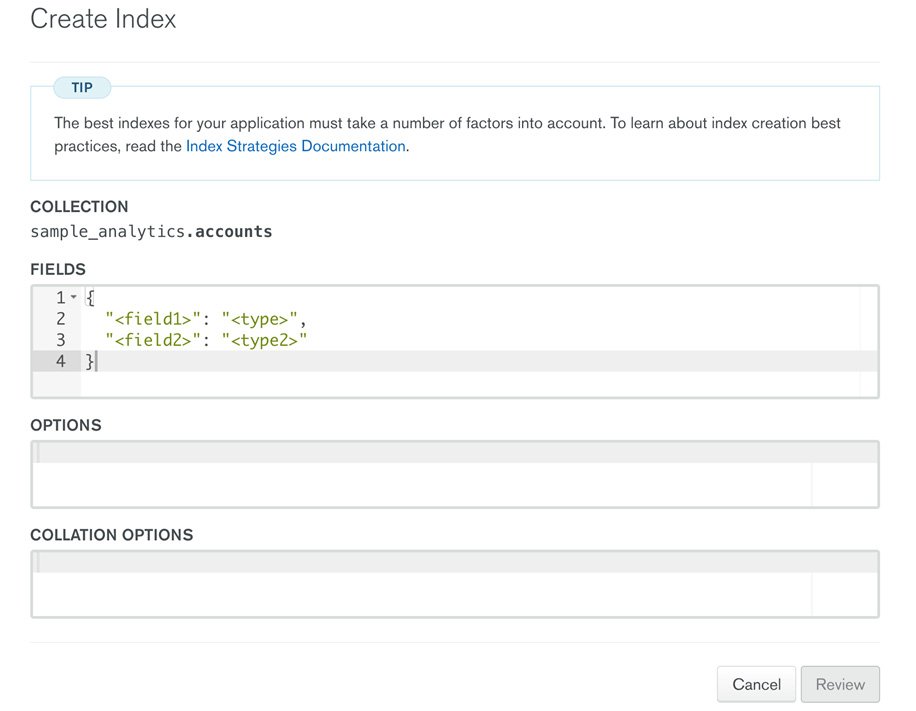 Create Index
TIP
The best indexes for your application must take a number of factors into account. To learn about index creation best
practices, read the Index Strategies Documentation.
COLLECTION
sample_analytics.accounts
FIELDS
1 {
2 "<field1>": "<type>",
3 "<field2>": "<type2>"
4 }
OPTIONS
COLLATION OPTIONS
Cancel Review